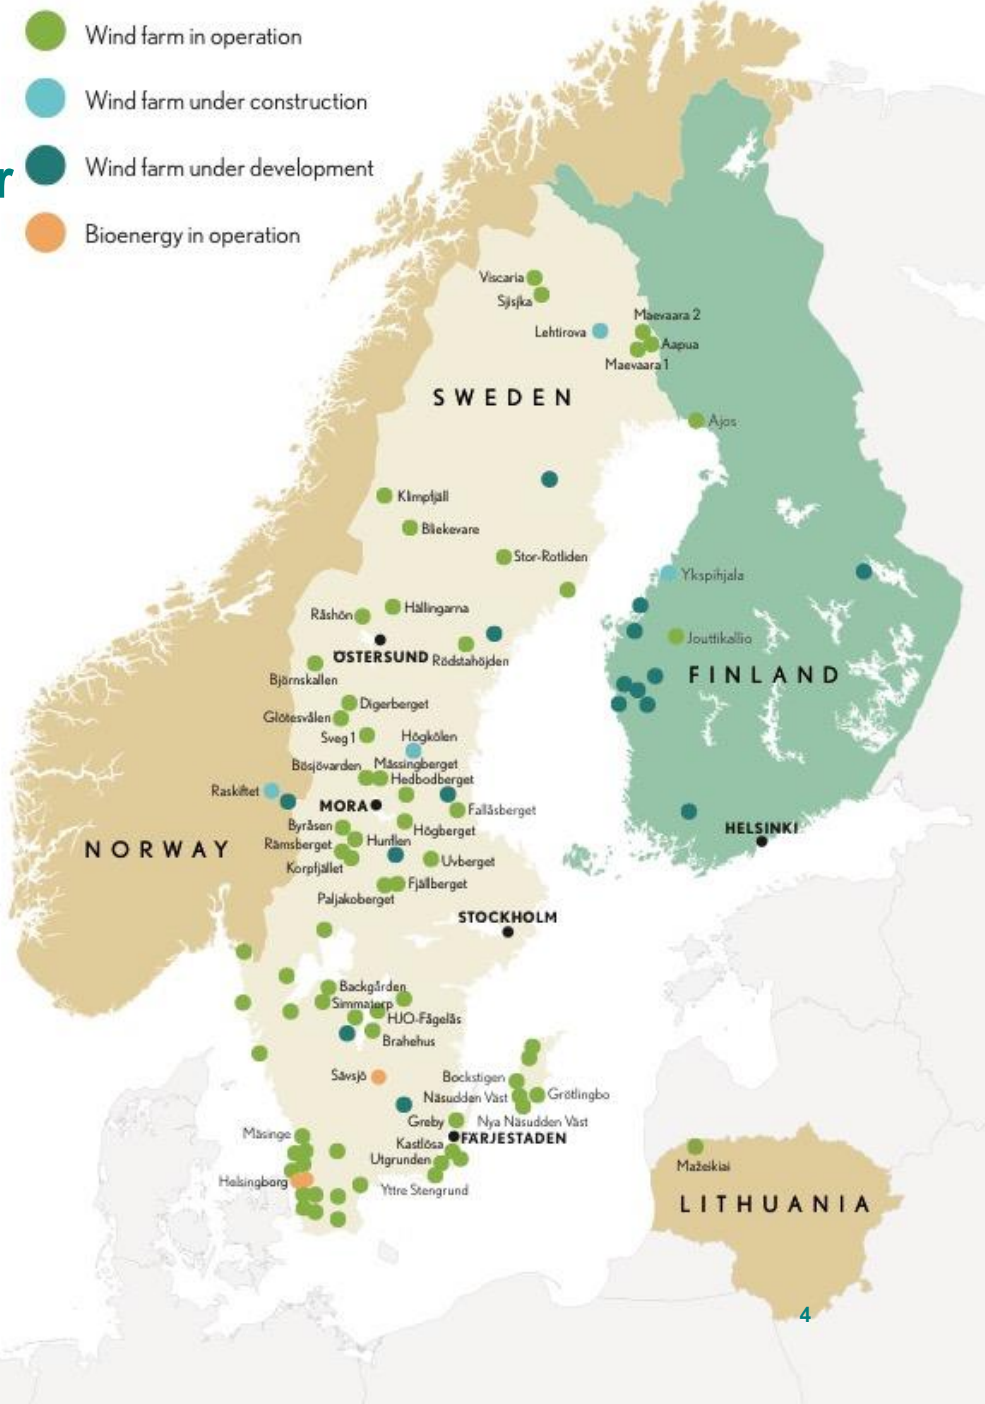 Wind farm in operation
Wind farm under construction
r
Wind farm under development
Bioenergy in operation
Viscaria
Sjisjka
Maevaara 2
Lehtirova
Aapua
Maevaara 1
SWEDEN
Ajos
Klimpfjäll
Bliekevare
Stor-Rotliden
Ykspihjala
Hällingarna
Råshön
Jouttikallio
ÖSTERSUND
Rödstahöjden
FINLAND
Björnskallen
Digerberget
Glötesvålen
Sveg 1
Högkölen
Bösjövarden
Mässingberget
Hedbodberget
Raskiftet
MORA
Fallåsberget
Byråsen
Högberget
HELSINKI
Hunflen
Rämsberget
NORWAY
Uvberget
Korpfjället
Fjällberget
Paljakoberget
STOCKHOLM
Backgården
Simmatorp
HJO-Fågelås
Brahehus
Sävsjö
Bockstigen
Näsudden Väst
Grötlingbo
Greby
Nya Näsudden Väst
Mäsinge
FÄRJESTADEN
Kastlösa
Utgrunden
Mažeikiai
Helsingborg
Yttre Stengrund
LITHUANIA
4